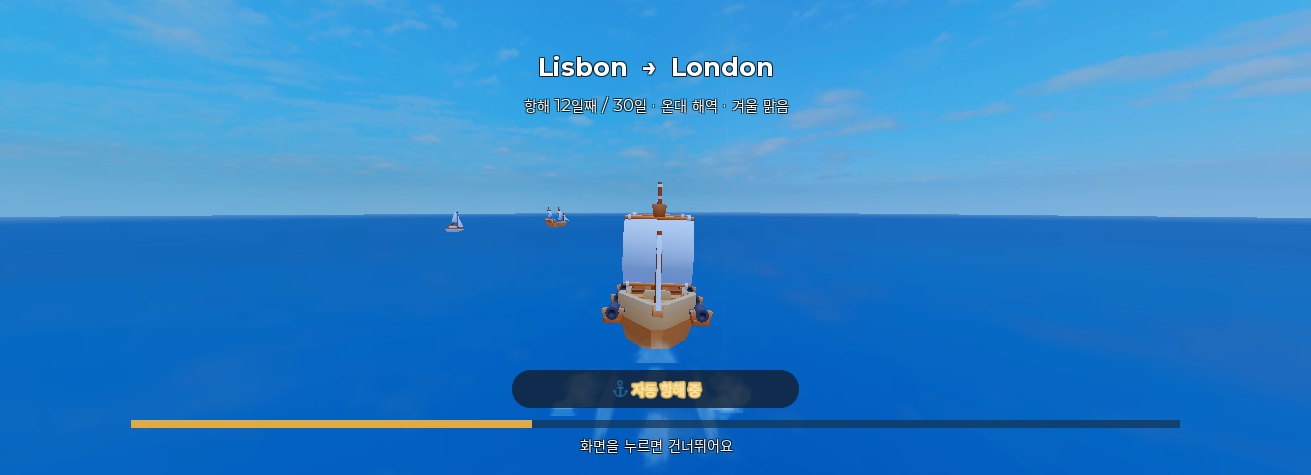 Lisbon → London
항해 12일째 / 30일 · 온대 해역 · 겨울 맑음
⚓ 자동 항해 중
화면을 누르면 건너뛰어요